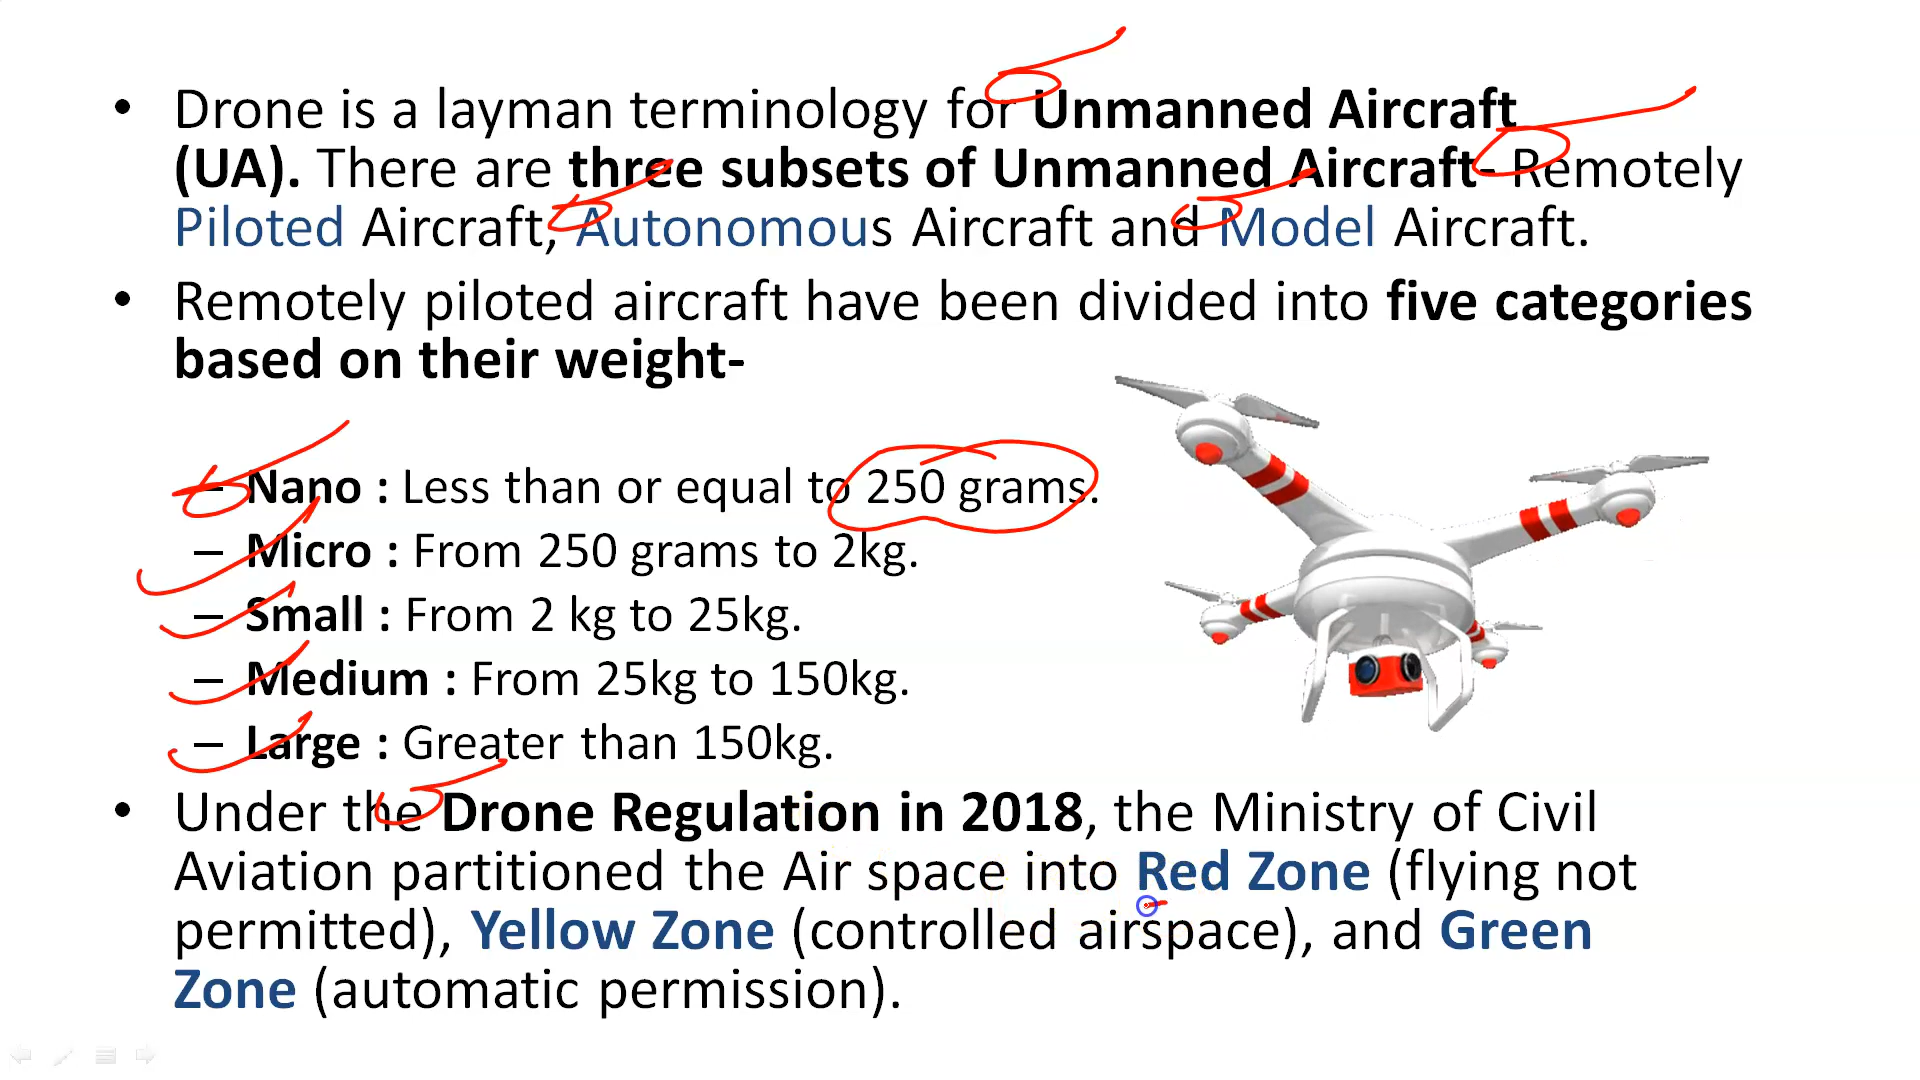 • Drone is a layman terminology for Unmanned Aircraft
(UA). There are three subsets of Unmanned Aircraft- Remotely
Piloted Aircraft, Autonomous Aircraft and Model Aircraft.
• Remotely piloted aircraft have been divided into five categories
based on their weight-
– Nano : Less than or equal to 250 grams.
– Micro : From 250 grams to 2kg.
– Small : From 2 kg to 25kg.
– Medium : From 25kg to 150kg.
– Large : Greater than 150kg.
• Under the Drone Regulation in 2018, the Ministry of Civil
Aviation partitioned the Air space into Red Zone (flying not
permitted), Yellow Zone (controlled airspace), and Green
Zone (automatic permission).